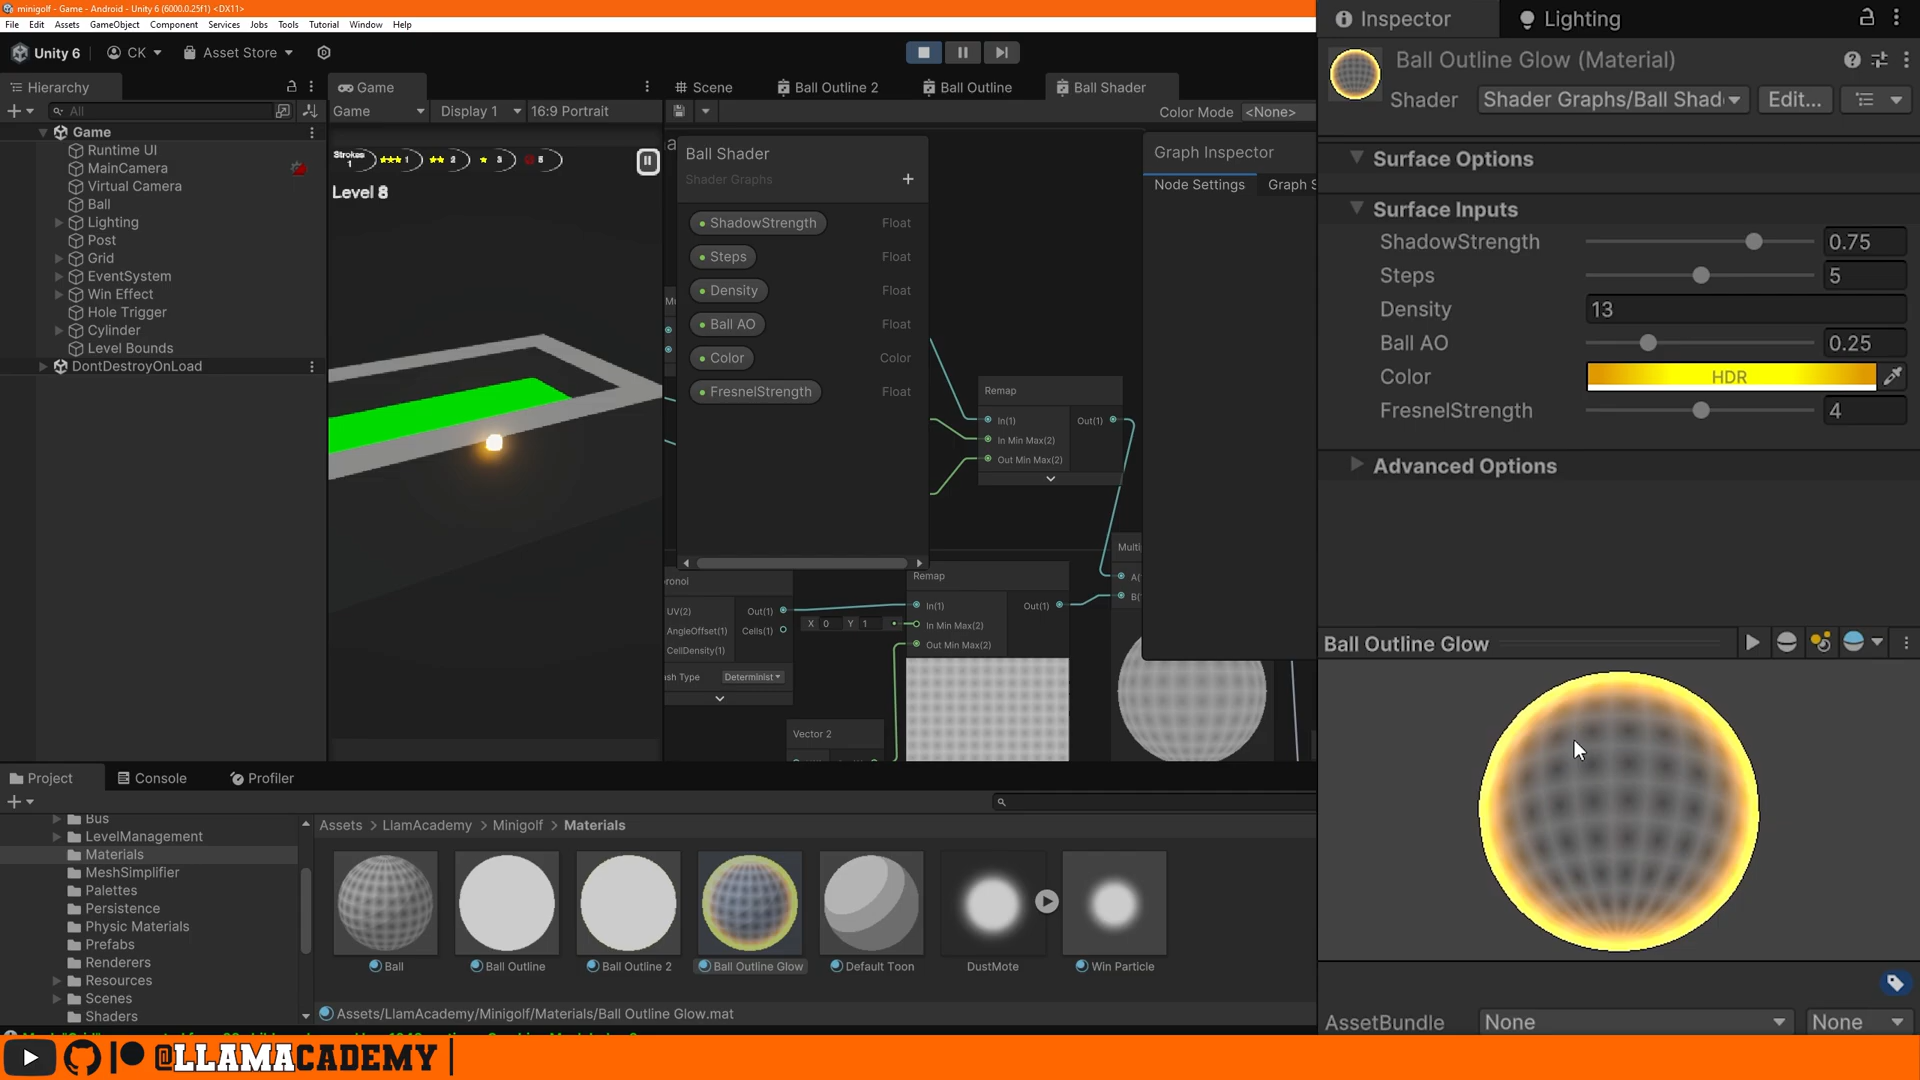 minigolf - Game - Android - Unity 6 (6000.0.25f1) <DX11>
File Edit Assets GameObject Component Services Jobs Tools Tutorial Window Help
Unity 6 CK Asset Store
Hierarchy
All
Game
Runtime UI
MainCamera
Virtual Camera
Ball
Lighting
Post
Grid
EventSystem
Win Effect
Hole Trigger
Cylinder
Level Bounds
DontDestroyOnLoad
Game
Game Display 1 16:9 Portrait
Strokes
1
1 2 3
Level 8
Scene Ball Outline 2 Ball Outline Ball Shader
Color Mode <None>
Ball Shader
Shader Graphs
ShadowStrength Float
Steps Float
Density Float
Ball AO Float
Color Color
FresnelStrength Float
Graph Inspector
Node Settings Graph S
Remap
In(1) Out(1)
In Min Max(2)
Out Min Max(2)
Multi
A(
B(
oronoi
UV(2) Out(1)
AngleOffset(1) Cells(1)
CellDensity(1)
ash Type Determinist
X 0 Y 1
Remap
In(1) Out(1)
In Min Max(2)
Out Min Max(2)
Vector 2
Inspector Lighting
Ball Outline Glow (Material)
Shader Shader Graphs/Ball Shad Edit...
Surface Options
Surface Inputs
ShadowStrength 0.75
Steps 5
Density 13
Ball AO 0.25
Color HDR
FresnelStrength 4
Advanced Options
Ball Outline Glow
AssetBundle None None
Project Console Profiler
Bus
LevelManagement
Materials
MeshSimplifier
Palettes
Persistence
Physic Materials
Prefabs
Renderers
Resources
Scenes
Shaders
Assets > LlamAcademy > Minigolf > Materials
Ball Ball Outline Ball Outline 2 Ball Outline Glow Default Toon DustMote Win Particle
Assets/LlamAcademy/Minigolf/Materials/Ball Outline Glow.mat
@LLAMACADEMY